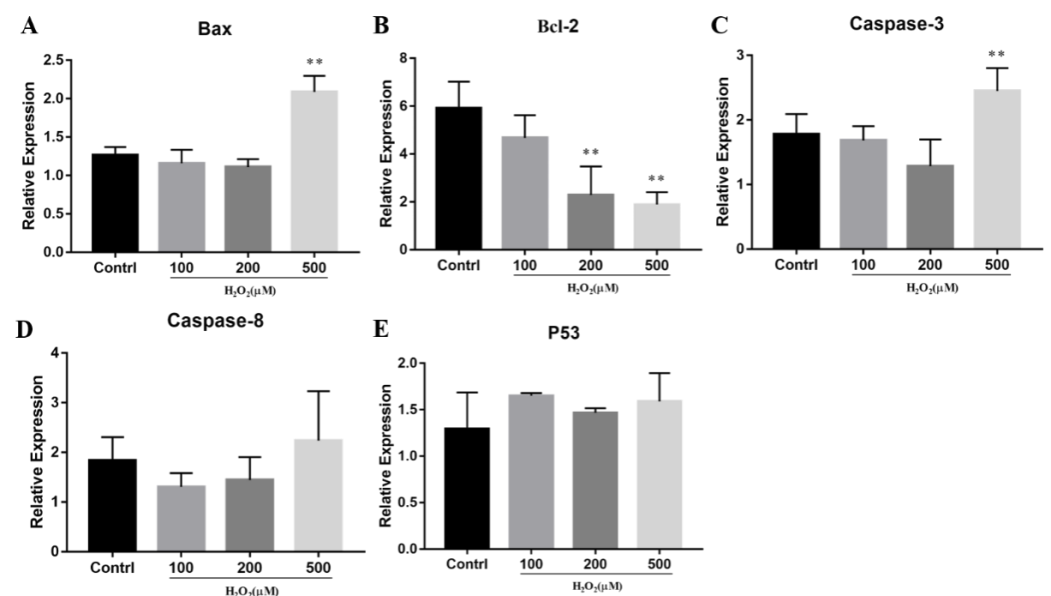 A
Bax
Relative Expression
2.5
2.0
1.5
1.0
0.5
0.0
**
Contrl 100 200 500
H₂O₂(μM)
B
Bcl-2
Relative Expression
8
6
4
2
0
**
**
Contrl 100 200 500
H₂O₂(μM)
C
Caspase-3
Relative Expression
3
2
1
0
**
Contrl 100 200 500
H₂O₂(μM)
D
Caspase-8
Relative Expression
4
3
2
1
0
Contrl 100 200 500
H₂O₂(μM)
E
P53
Relative Expression
2.0
1.5
1.0
0.5
0.0
Contrl 100 200 500
H₂O₂(μM)